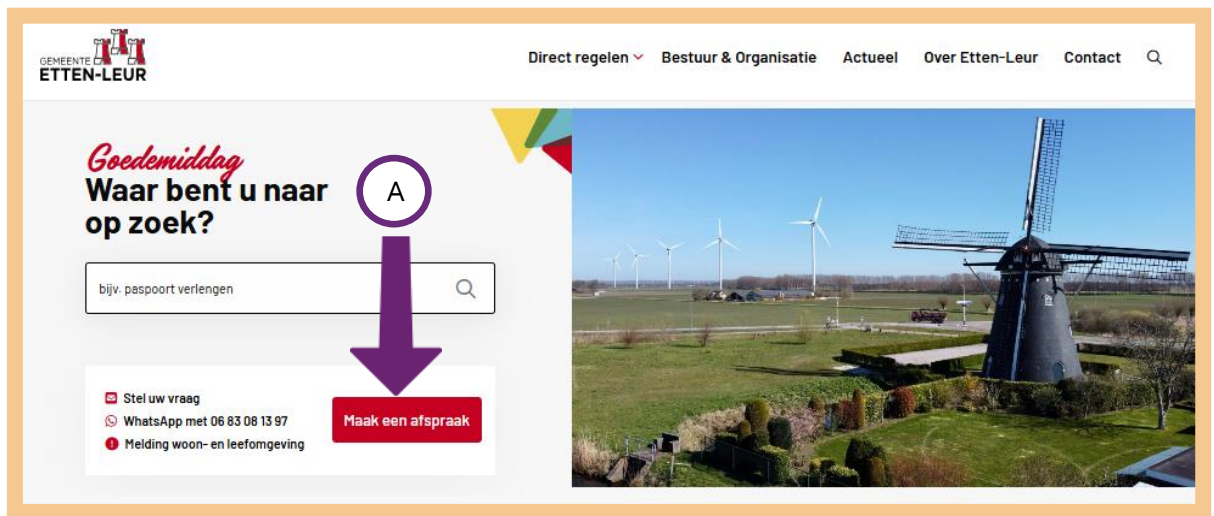 GEMEENTE
ETTEN-LEUR
Direct regelen Bestuur & Organisatie Actueel Over Etten-Leur Contact
Goedemiddag
Waar bent u naar
op zoek?
A
bijv. paspoort verlengen
Stel uw vraag
WhatsApp met 06 83 08 13 97
Melding woon- en leefomgeving
Maak een afspraak